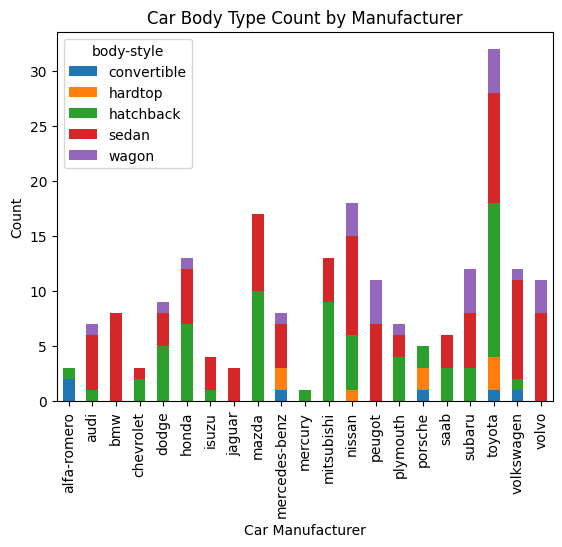 Car Body Type Count by Manufacturer
body-style
convertible
hardtop
hatchback
sedan
wagon
Count
30
25
20
15
10
5
0
alfa-romero
audi
bmw
chevrolet
dodge
honda
isuzu
jaguar
mazda
mercedes-benz
mercury
mitsubishi
nissan
peugot
plymouth
porsche
saab
subaru
toyota
volkswagen
volvo
Car Manufacturer